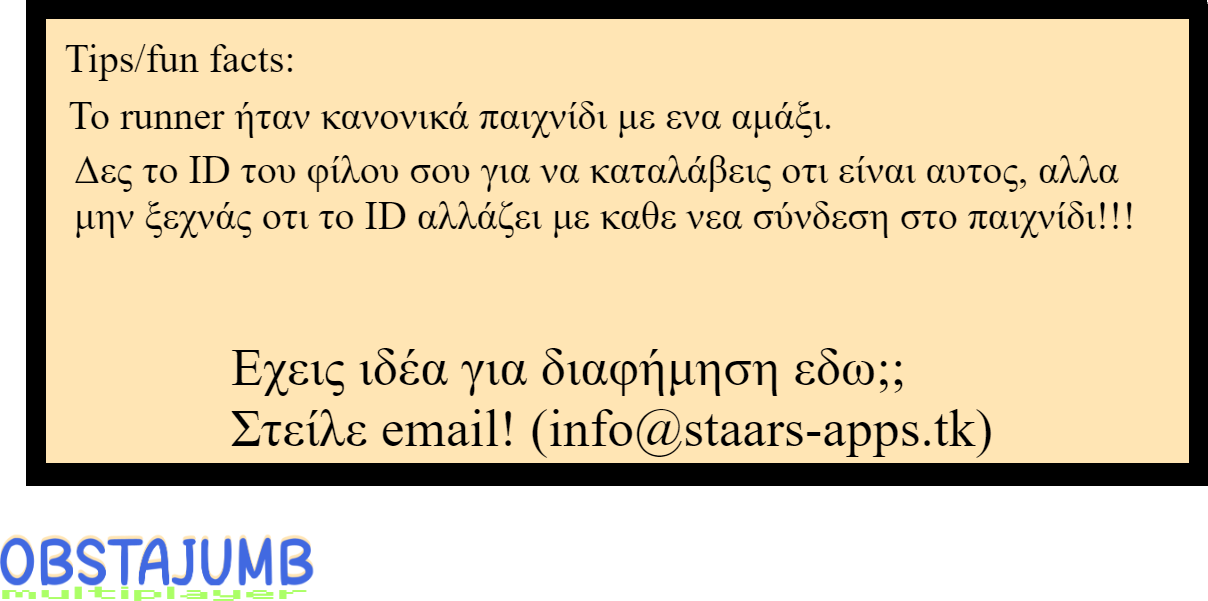 Tips/fun facts:
Το runner ήταν κανονικά παιχνίδι με ενα αμάξι.
Δες το ID του φίλου σου για να καταλάβεις οτι είναι αυτος, αλλα
μην ξεχνάς οτι το ID αλλάζει με καθε νεα σύνδεση στο παιχνίδι!!!
Εχεις ιδέα για διαφήμηση εδω;;
Στείλε email! (info@staars-apps.tk)
OBSTAJUMB
multiplayer